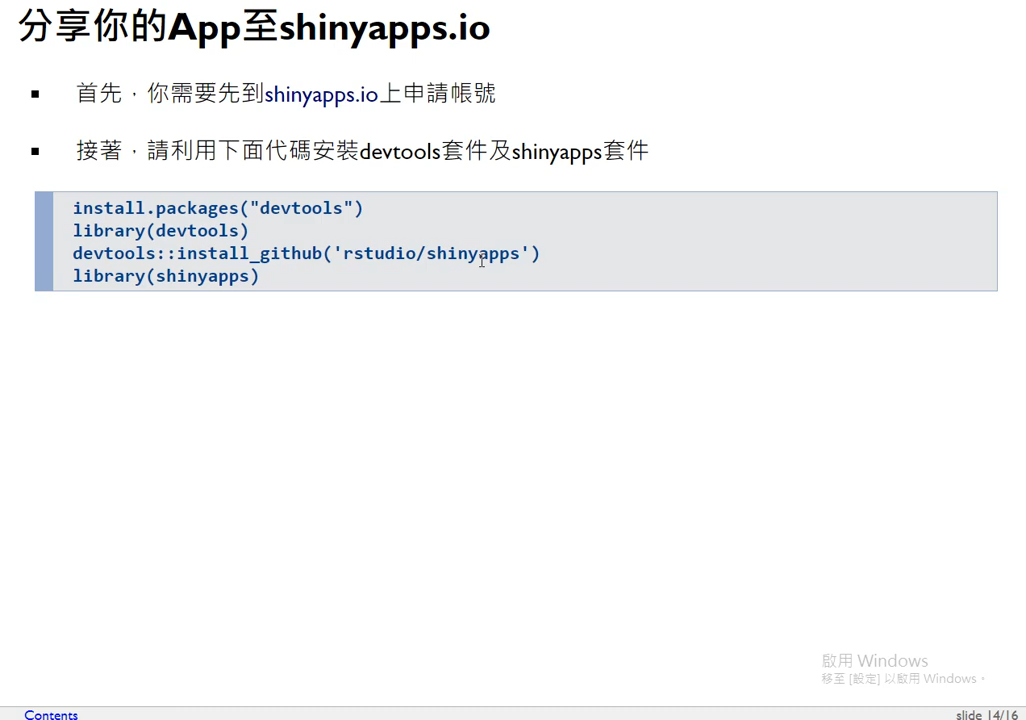 分享你的App至shinyapps.io
▪ 首先，你需要先到shinyapps.io上申請帳號
▪ 接著，請利用下面代碼安裝devtools套件及shinyapps套件
install.packages("devtools")
library(devtools)
devtools::install_github('rstudio/shinyapps')
library(shinyapps)
啟用 Windows
移至 [設定] 以啟用 Windows。
Contents
slide 14/16